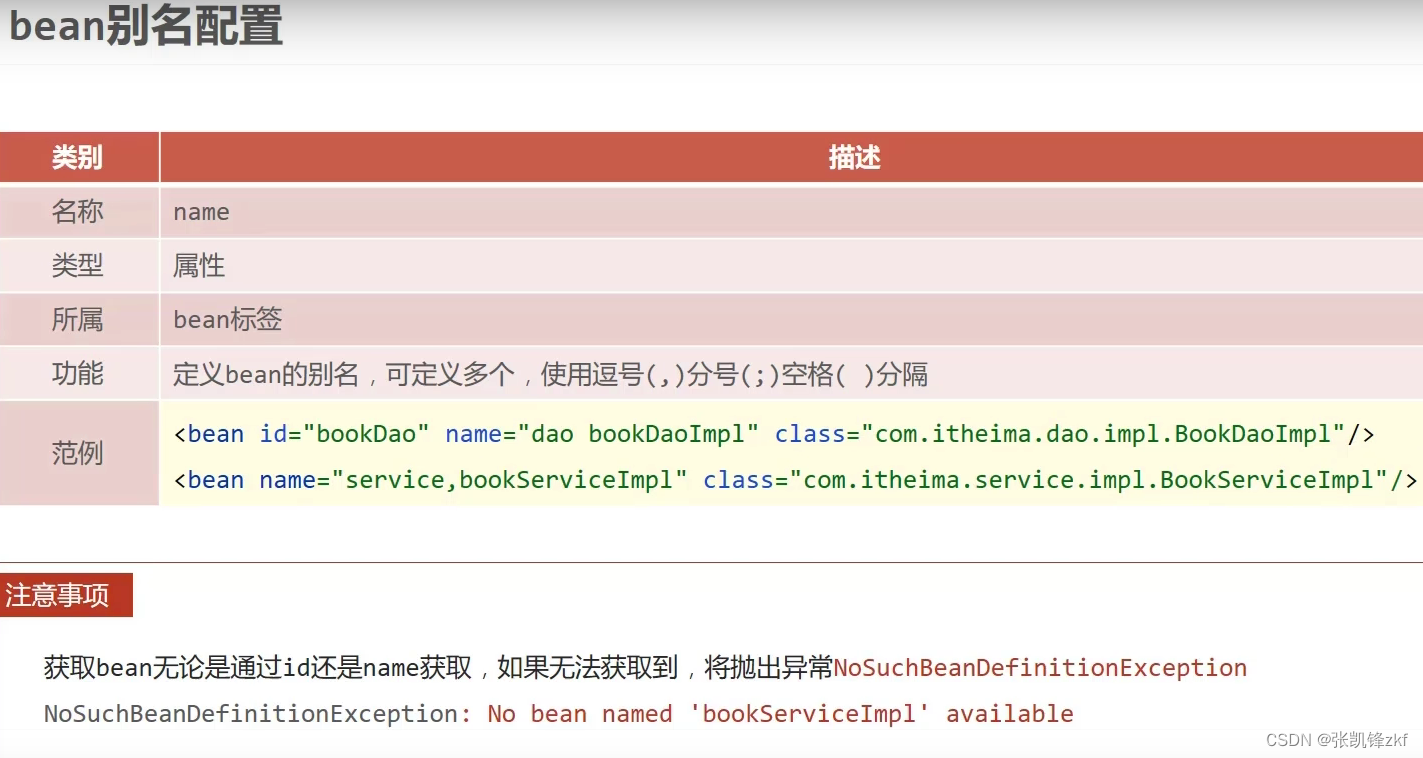 bean别名配置
类别 描述
名称 name
类型 属性
所属 bean标签
功能 定义bean的别名，可定义多个，使用逗号(,)分号(;)空格( )分隔
范例
<bean id="bookDao" name="dao bookDaoImpl" class="com.itheima.dao.impl.BookDaoImpl"/>
<bean name="service,bookServiceImpl" class="com.itheima.service.impl.BookServiceImpl"/>
注意事项
获取bean无论是通过id还是name获取，如果无法获取到，将抛出异常NoSuchBeanDefinitionException
NoSuchBeanDefinitionException: No bean named 'bookServiceImpl' available
CSDN @张凯锋zkf